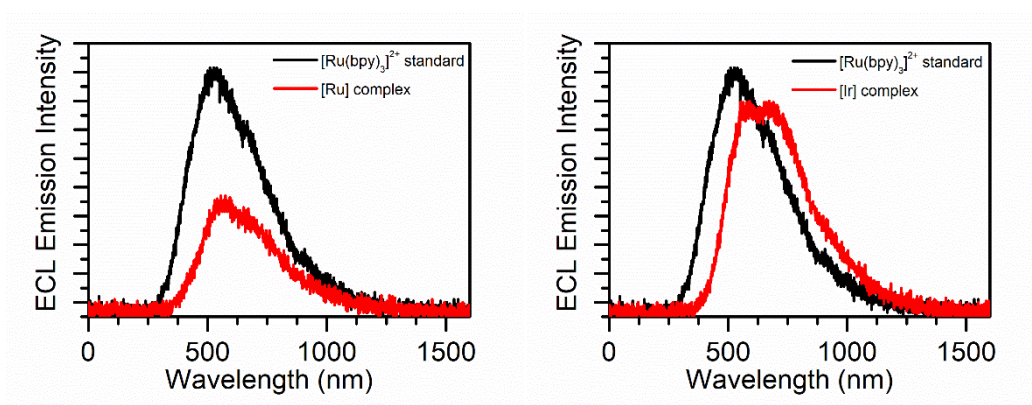 ECL Emission Intensity
[Ru(bpy)₃]²⁺ standard
[Ru] complex
0 500 1000 1500
Wavelength (nm)
ECL Emission Intensity
[Ru(bpy)₃]²⁺ standard
[Ir] complex
0 500 1000 1500
Wavelength (nm)